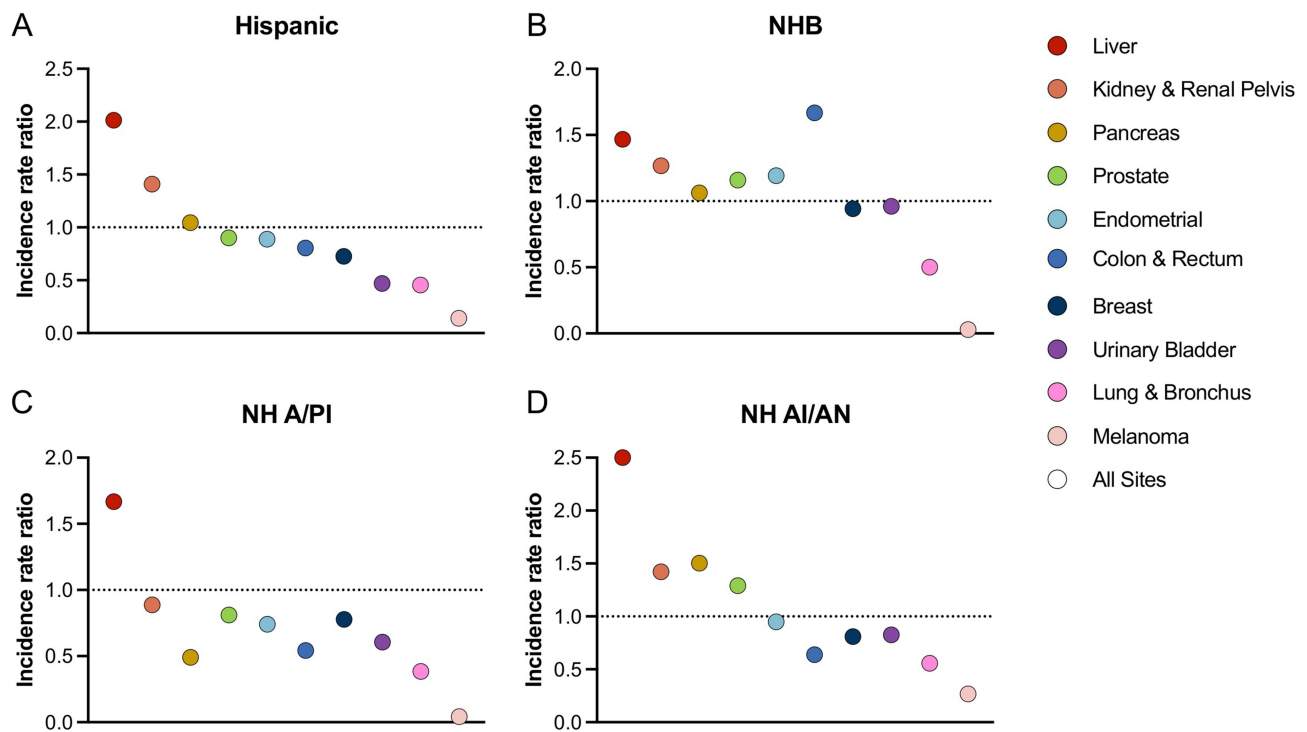 A
Hispanic
Incidence rate ratio
2.5
2.0
1.5
1.0
0.5
0.0
B
NHB
Incidence rate ratio
2.0
1.5
1.0
0.5
0.0
Liver
Kidney & Renal Pelvis
Pancreas
Prostate
Endometrial
Colon & Rectum
Breast
Urinary Bladder
Lung & Bronchus
Melanoma
All Sites
C
NH A/PI
Incidence rate ratio
2.0
1.5
1.0
0.5
0.0
D
NH AI/AN
Incidence rate ratio
2.5
2.0
1.5
1.0
0.5
0.0